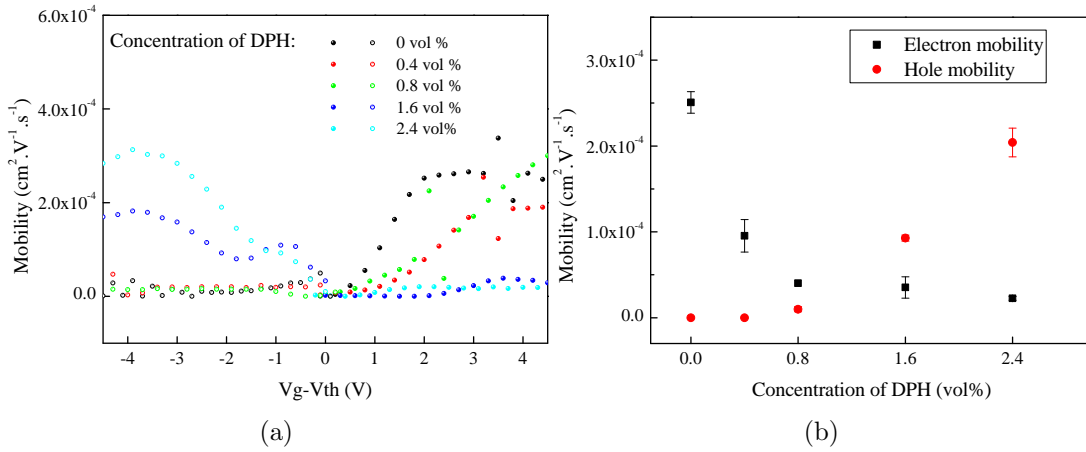 Concentration of DPH:
0 vol %
0.4 vol %
0.8 vol %
1.6 vol %
2.4 vol%
6.0x10⁻⁴
4.0x10⁻⁴
2.0x10⁻⁴
0.0
Mobility (cm².V⁻¹.s⁻¹)
-4 -3 -2 -1 0 1 2 3 4
Vg-Vth (V)
(a)
Electron mobility
Hole mobility
3.0x10⁻⁴
2.0x10⁻⁴
1.0x10⁻⁴
0.0
Mobility (cm².V⁻¹.s⁻¹)
0.0 0.8 1.6 2.4
Concentration of DPH (vol%)
(b)